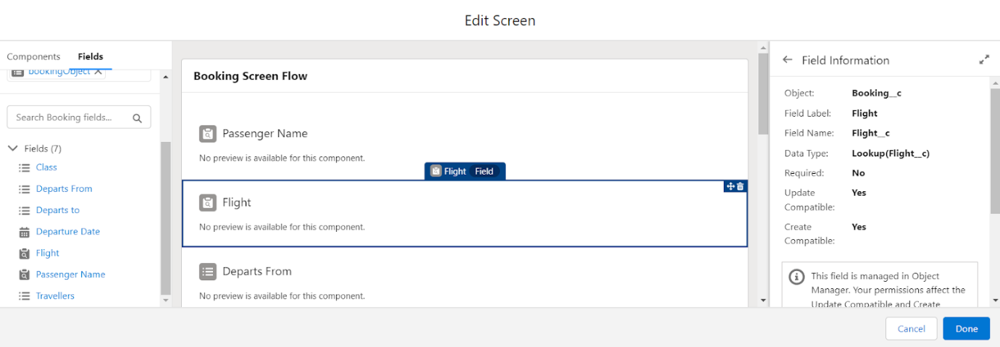 Edit Screen
Components Fields
bookingObject
Search Booking fields...
Fields (7)
Class
Departs From
Departs to
Departure Date
Flight
Passenger Name
Travellers
Booking Screen Flow
Passenger Name
No preview is available for this component.
Flight Field
Flight
No preview is available for this component.
Departs From
No preview is available for this component.
Field Information
Object: Booking__c
Field Label: Flight
Field Name: Flight__c
Data Type: Lookup(Flight__c)
Required: No
Update Yes
Compatible:
Create Yes
Compatible:
This field is managed in Object
Manager. Your permissions affect the
Update Compatible and Create
Cancel Done